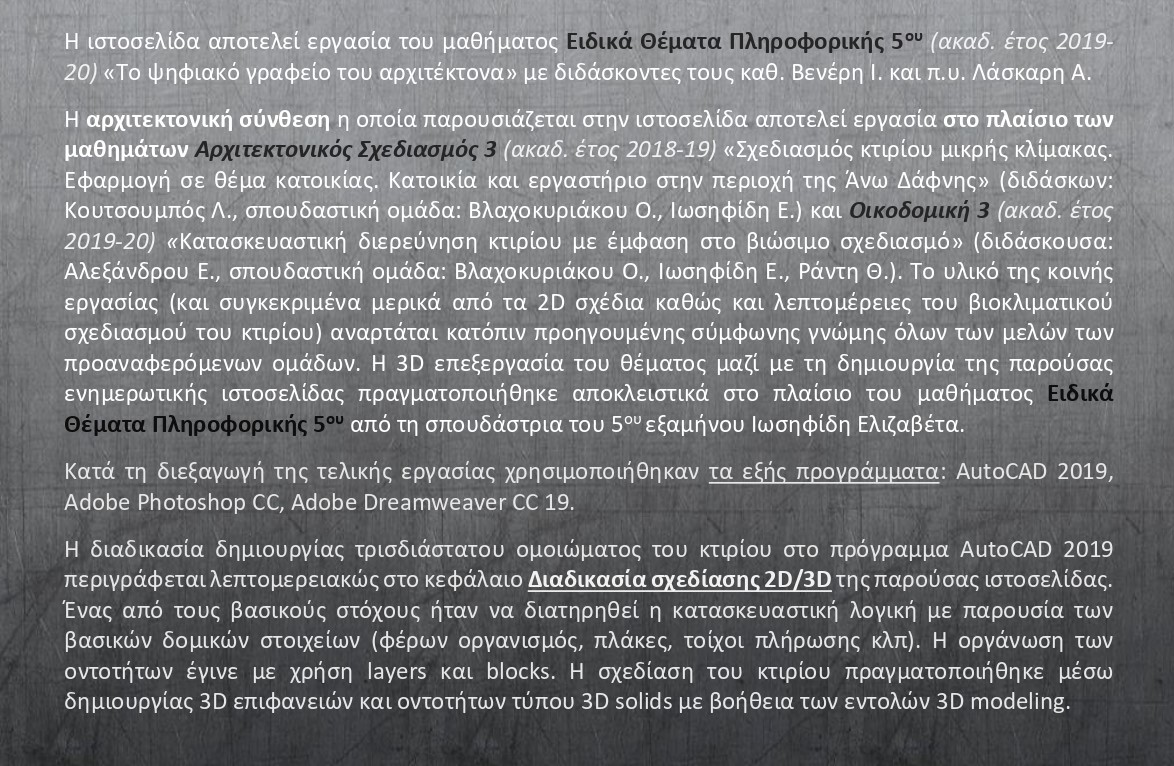 Η ιστοσελίδα αποτελεί εργασία του μαθήματος Ειδικά Θέματα Πληροφορικής 5ου (ακαδ. έτος 2019-
20) «Το ψηφιακό γραφείο του αρχιτέκτονα» με διδάσκοντες τους καθ. Βενέρη Ι. και π.υ. Λάσκαρη Α.
Η αρχιτεκτονική σύνθεση η οποία παρουσιάζεται στην ιστοσελίδα αποτελεί εργασία στο πλαίσιο των
μαθημάτων Αρχιτεκτονικός Σχεδιασμός 3 (ακαδ. έτος 2018-19) «Σχεδιασμός κτιρίου μικρής κλίμακας.
Εφαρμογή σε θέμα κατοικίας. Κατοικία και εργαστήριο στην περιοχή της Άνω Δάφνης» (διδάσκων:
Κουτσουμπός Λ., σπουδαστική ομάδα: Βλαχοκυριάκου Ο., Ιωσηφίδη Ε.) και Οικοδομική 3 (ακαδ. έτος
2019-20) «Κατασκευαστική διερεύνηση κτιρίου με έμφαση στο βιώσιμο σχεδιασμό» (διδάσκουσα:
Αλεξάνδρου Ε., σπουδαστική ομάδα: Βλαχοκυριάκου Ο., Ιωσηφίδη Ε., Ράντη Θ.). Το υλικό της κοινής
εργασίας (και συγκεκριμένα μερικά από τα 2D σχέδια καθώς και λεπτομέρειες του βιοκλιματικού
σχεδιασμού του κτιρίου) αναρτάται κατόπιν προηγουμένης σύμφωνης γνώμης όλων των μελών των
προαναφερόμενων ομάδων. Η 3D επεξεργασία του θέματος μαζί με τη δημιουργία της παρούσας
ενημερωτικής ιστοσελίδας πραγματοποιήθηκε αποκλειστικά στο πλαίσιο του μαθήματος Ειδικά
Θέματα Πληροφορικής 5ου από τη σπουδάστρια του 5ου εξαμήνου Ιωσηφίδη Ελιζαβέτα.
Κατά τη διεξαγωγή της τελικής εργασίας χρησιμοποιήθηκαν τα εξής προγράμματα: AutoCAD 2019,
Adobe Photoshop CC, Adobe Dreamweaver CC 19.
Η διαδικασία δημιουργίας τρισδιάστατου ομοιώματος του κτιρίου στο πρόγραμμα AutoCAD 2019
περιγράφεται λεπτομερειακώς στο κεφάλαιο Διαδικασία σχεδίασης 2D/3D της παρούσας ιστοσελίδας.
Ένας από τους βασικούς στόχους ήταν να διατηρηθεί η κατασκευαστική λογική με παρουσία των
βασικών δομικών στοιχείων (φέρων οργανισμός, πλάκες, τοίχοι πλήρωσης κλπ). Η οργάνωση των
οντοτήτων έγινε με χρήση layers και blocks. Η σχεδίαση του κτιρίου πραγματοποιήθηκε μέσω
δημιουργίας 3D επιφανειών και οντοτήτων τύπου 3D solids με βοήθεια των εντολών 3D modeling.